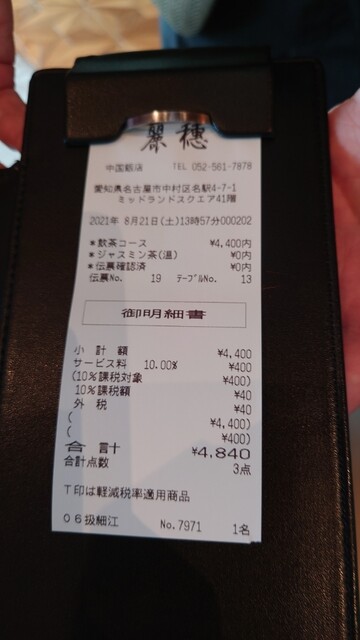 麗穂
中国飯店 TEL 052-561-7878
愛知県名古屋市中村区名駅4-7-1
ミッドランドスクエア41階
2021年 8月21日(土)13時57分000202
*飲茶コース ¥4,400内
*ジャスミン茶(温) ¥0内
*伝票確認済 ¥0内
伝票No. 19 テーブルNo. 13
御明細書
小 計 額 ¥4,400
サービス料 10.00% ¥400
(10%課税対象 ¥400)
10%課税額 ¥40
外 税 ¥40
( ¥4,400)
( ¥400)
合 計 ¥4,840
合計点数 3点
T印は軽減税率適用商品
06扱細江 No.7971 1名